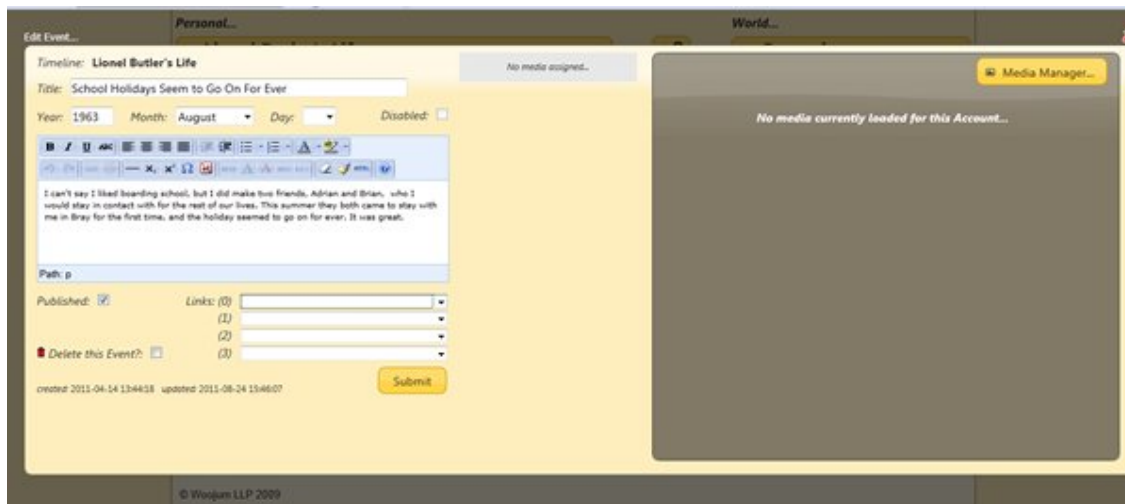 Personal...
World...
Edit Event...
Timeline: Lionel Butler's Life
No media assigned...
Media Manager...
Title: School Holidays Seem to Go On For Ever
Year: 1963 Month: August Day: Disabled:
No media currently loaded for this Account...
B I U ABC
I can't say I liked boarding school, but I did make two friends, Adrian and Brian, who I
would stay in contact with for the rest of our lives. This summer they both came to stay with
me in Bray for the first time, and the holiday seemed to go on for ever. It was great.
Path: p
Published: Links: (0)
(1)
(2)
Delete this Event?: (3)
Submit
created 2011-04-14 13:44:18 updated 2011-08-24 15:46:07
© Woojum LLP 2009